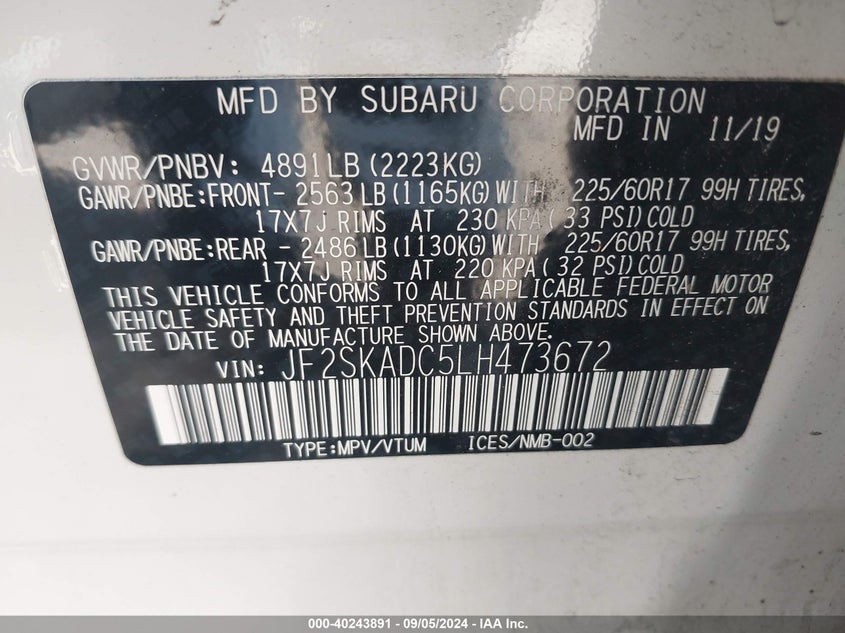 MFD BY SUBARU CORPORATION
MFD IN 11/19
GVWR/PNBV: 4891LB (2223KG)
GAWR/PNBE:FRONT- 2563 LB (1165KG) WITH 225/60R17 99H TIRES,
17X7J RIMS AT 230 KPA( 33 PSI) COLD
GAWR/PNBE:REAR - 2486 LB (1130KG) WITH 225/60R17 99H TIRES,
17X7J RIMS AT 220 KPA( 32 PSI) COLD
THIS VEHICLE CONFORMS TO ALL APPLICABLE FEDERAL MOTOR
VEHICLE SAFETY AND THEFT PREVENTION STANDARDS IN EFFECT ON
THE DATE OF MANUFACTURE SHOWN ABOVE.
VIN: JF2SKADC5LH473672
TYPE:MPV/VTUM ICES/NMB-002
000-40243891 - 09/05/2024 - IAA Inc.